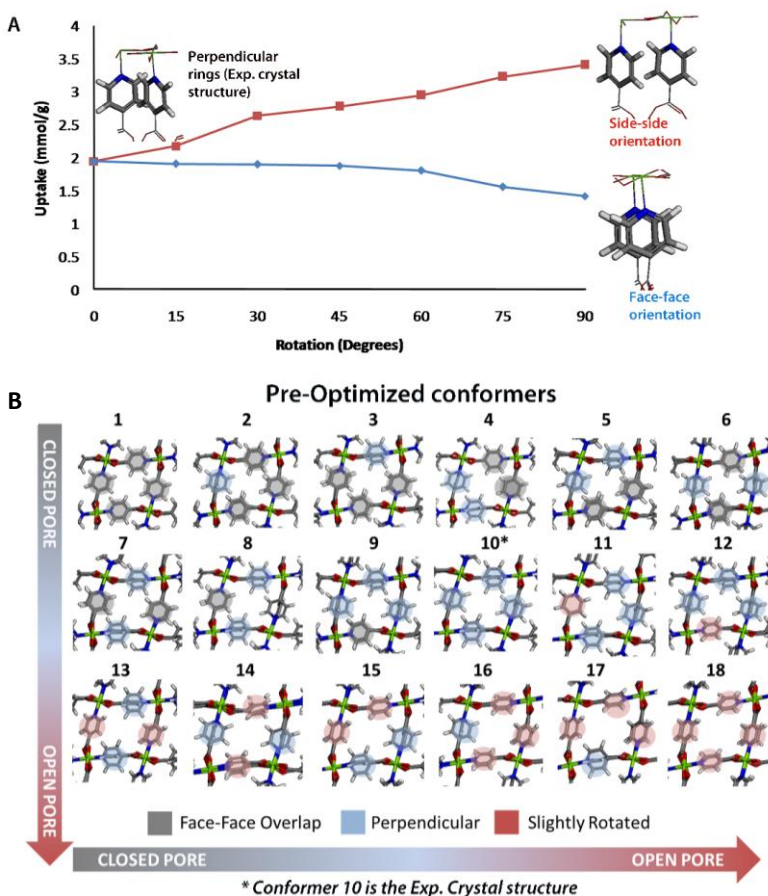 A
Perpendicular
rings (Exp. crystal
structure)
Side-side
orientation
Face-face
orientation
Uptake (mmol/g)
4
3.5
3
2.5
2
1.5
1
0.5
0
0 15 30 45 60 75 90
Rotation (Degrees)
B
Pre-Optimized conformers
CLOSED PORE
OPEN PORE
1 2 3 4 5 6
7 8 9 10* 11 12
13 14 15 16 17 18
Face-Face Overlap Perpendicular Slightly Rotated
CLOSED PORE OPEN PORE
* Conformer 10 is the Exp. Crystal structure